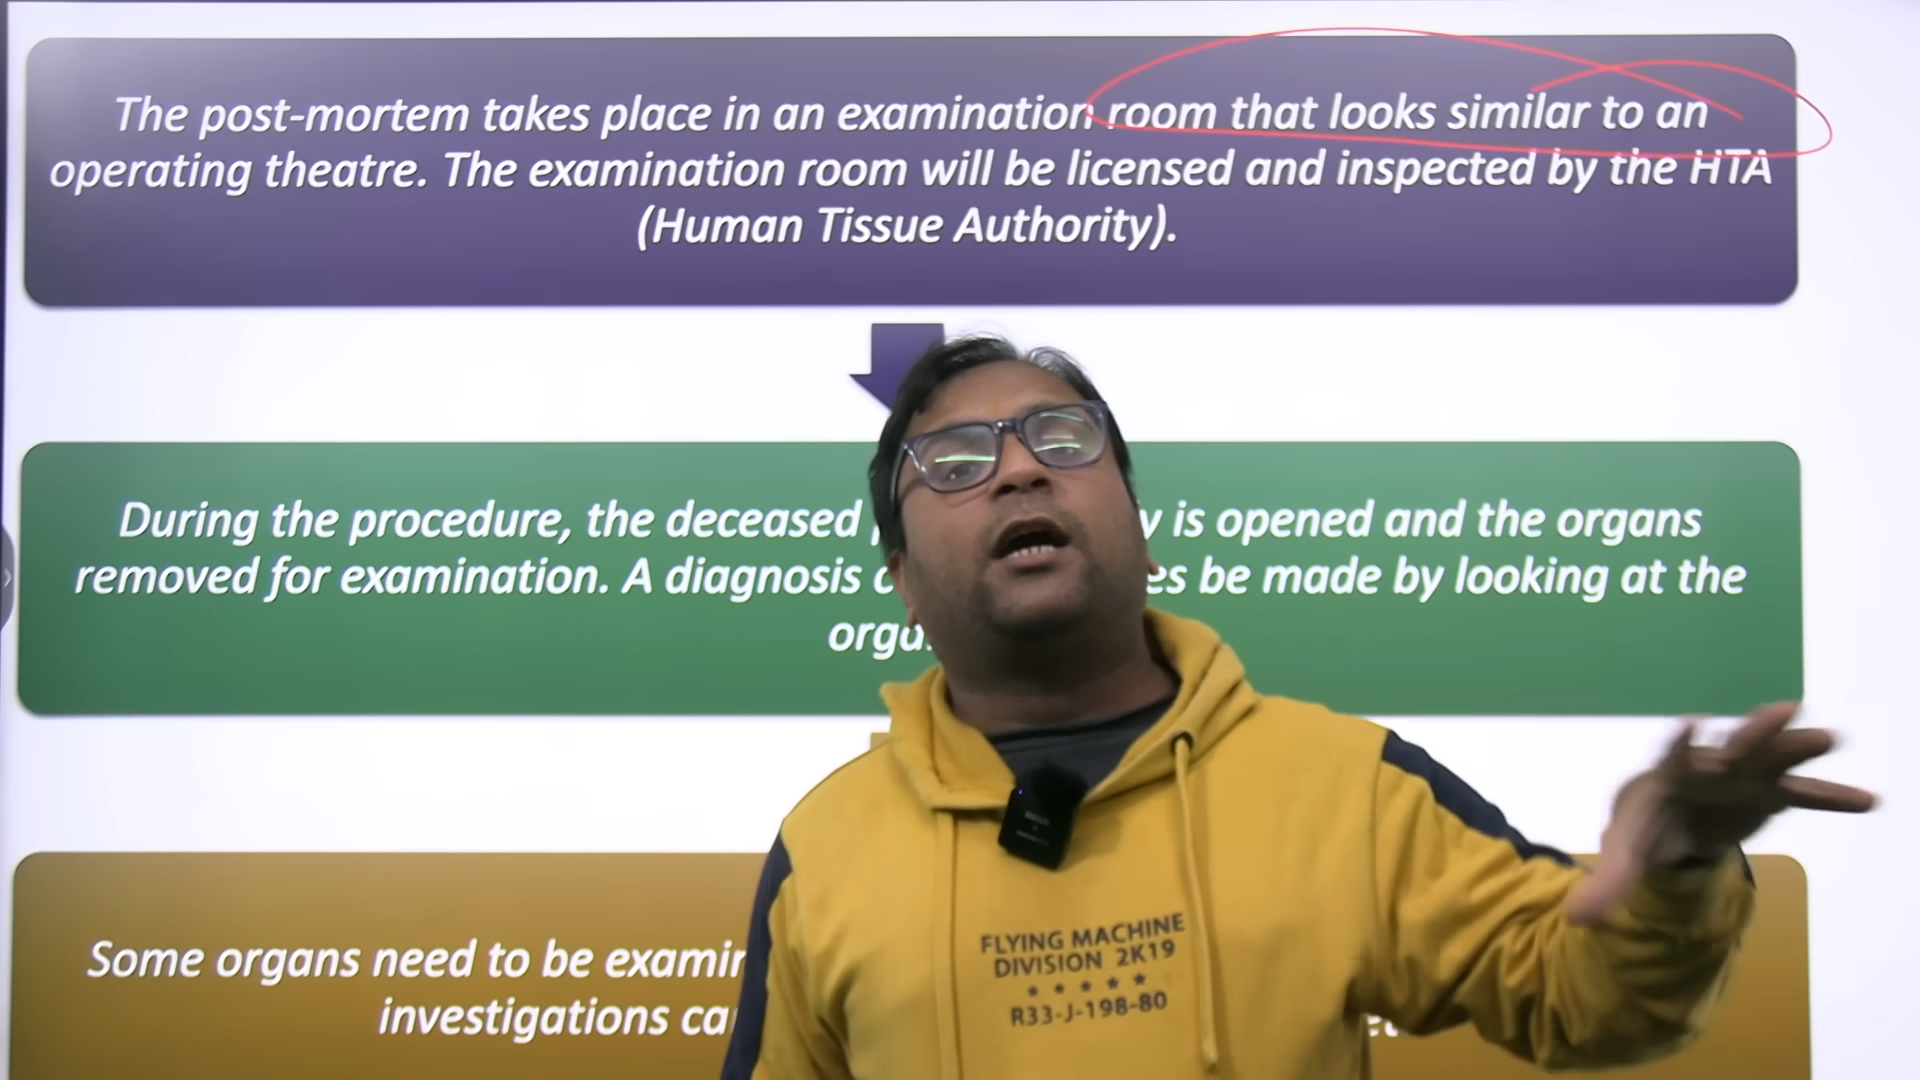 The post-mortem takes place in an examination room that looks similar to an
operating theatre. The examination room will be licensed and inspected by the HTA
(Human Tissue Authority).
During the procedure, the deceased is opened and the organs
removed for examination. A diagnosis be made by looking at the
Some organs need to be
investigations
FLYING MACHINE
DIVISION 2K19
R33-J-198-80